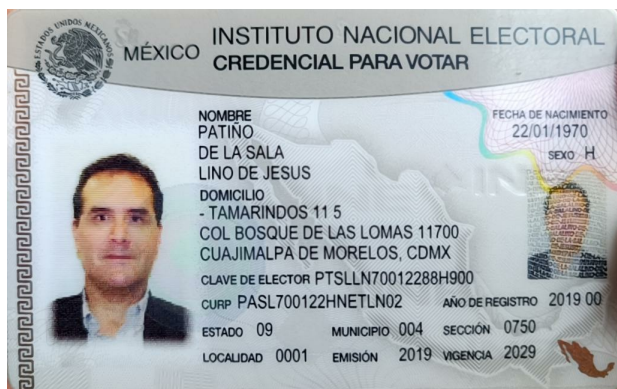 ESTADOS UNIDOS MEXICANOS
MÉXICO INSTITUTO NACIONAL ELECTORAL
CREDENCIAL PARA VOTAR
NOMBRE
PATIÑO
DE LA SALA
LINO DE JESUS
FECHA DE NACIMIENTO
22/01/1970
SEXO H
DOMICILIO
- TAMARINDOS 11 5
COL BOSQUE DE LAS LOMAS 11700
CUAJIMALPA DE MORELOS, CDMX
CLAVE DE ELECTOR PTSLLN70012288H900
CURP PASL700122HNETLN02 AÑO DE REGISTRO 2019 00
ESTADO 09 MUNICIPIO 004 SECCIÓN 0750
LOCALIDAD 0001 EMISIÓN 2019 VIGENCIA 2029